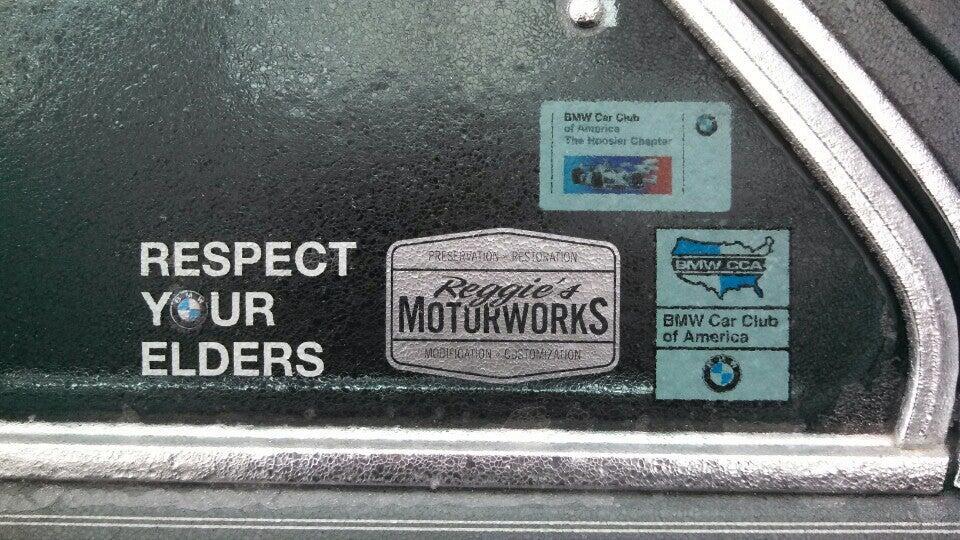 BMW Car Club
of America
The Hoosier Chapter
RESPECT
YOUR
ELDERS
PRESERVATION - RESTORATION
Reggie's
MOTORWORKS
MODIFICATION - CUSTOMIZATION
BMW CCA
BMW Car Club
of America